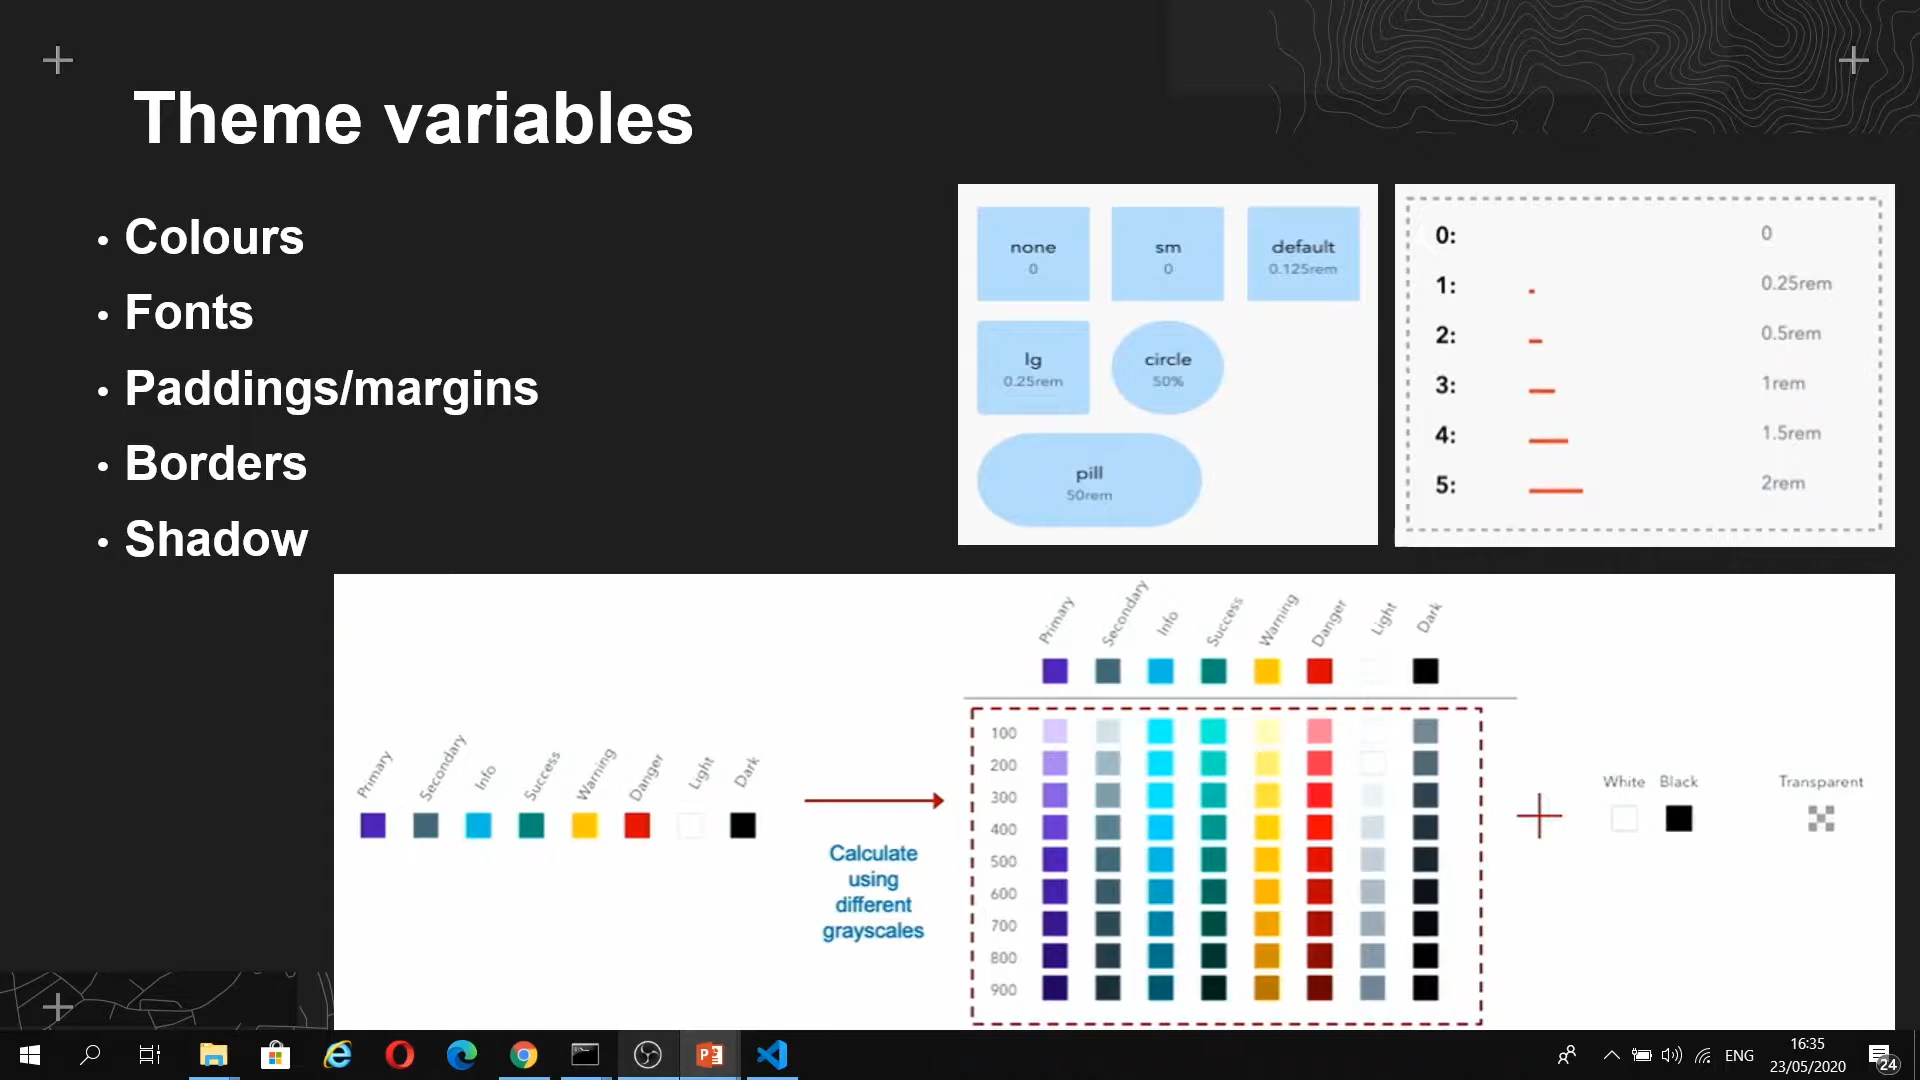 Theme variables
• Colours
• Fonts
• Paddings/margins
• Borders
• Shadow
none
0
sm
0
default
0.125rem
lg
0.25rem
circle
50%
pill
50rem
0: 0
1: 0.25rem
2: 0.5rem
3: 1rem
4: 1.5rem
5: 2rem
Primary Secondary Info Success Warning Danger Light Dark
Calculate
using
different
grayscales
Primary Secondary Info Success Warning Danger Light Dark
100
200
300
400
500
600
700
800
900
White Black Transparent
ENG
16:35
23/05/2020
24